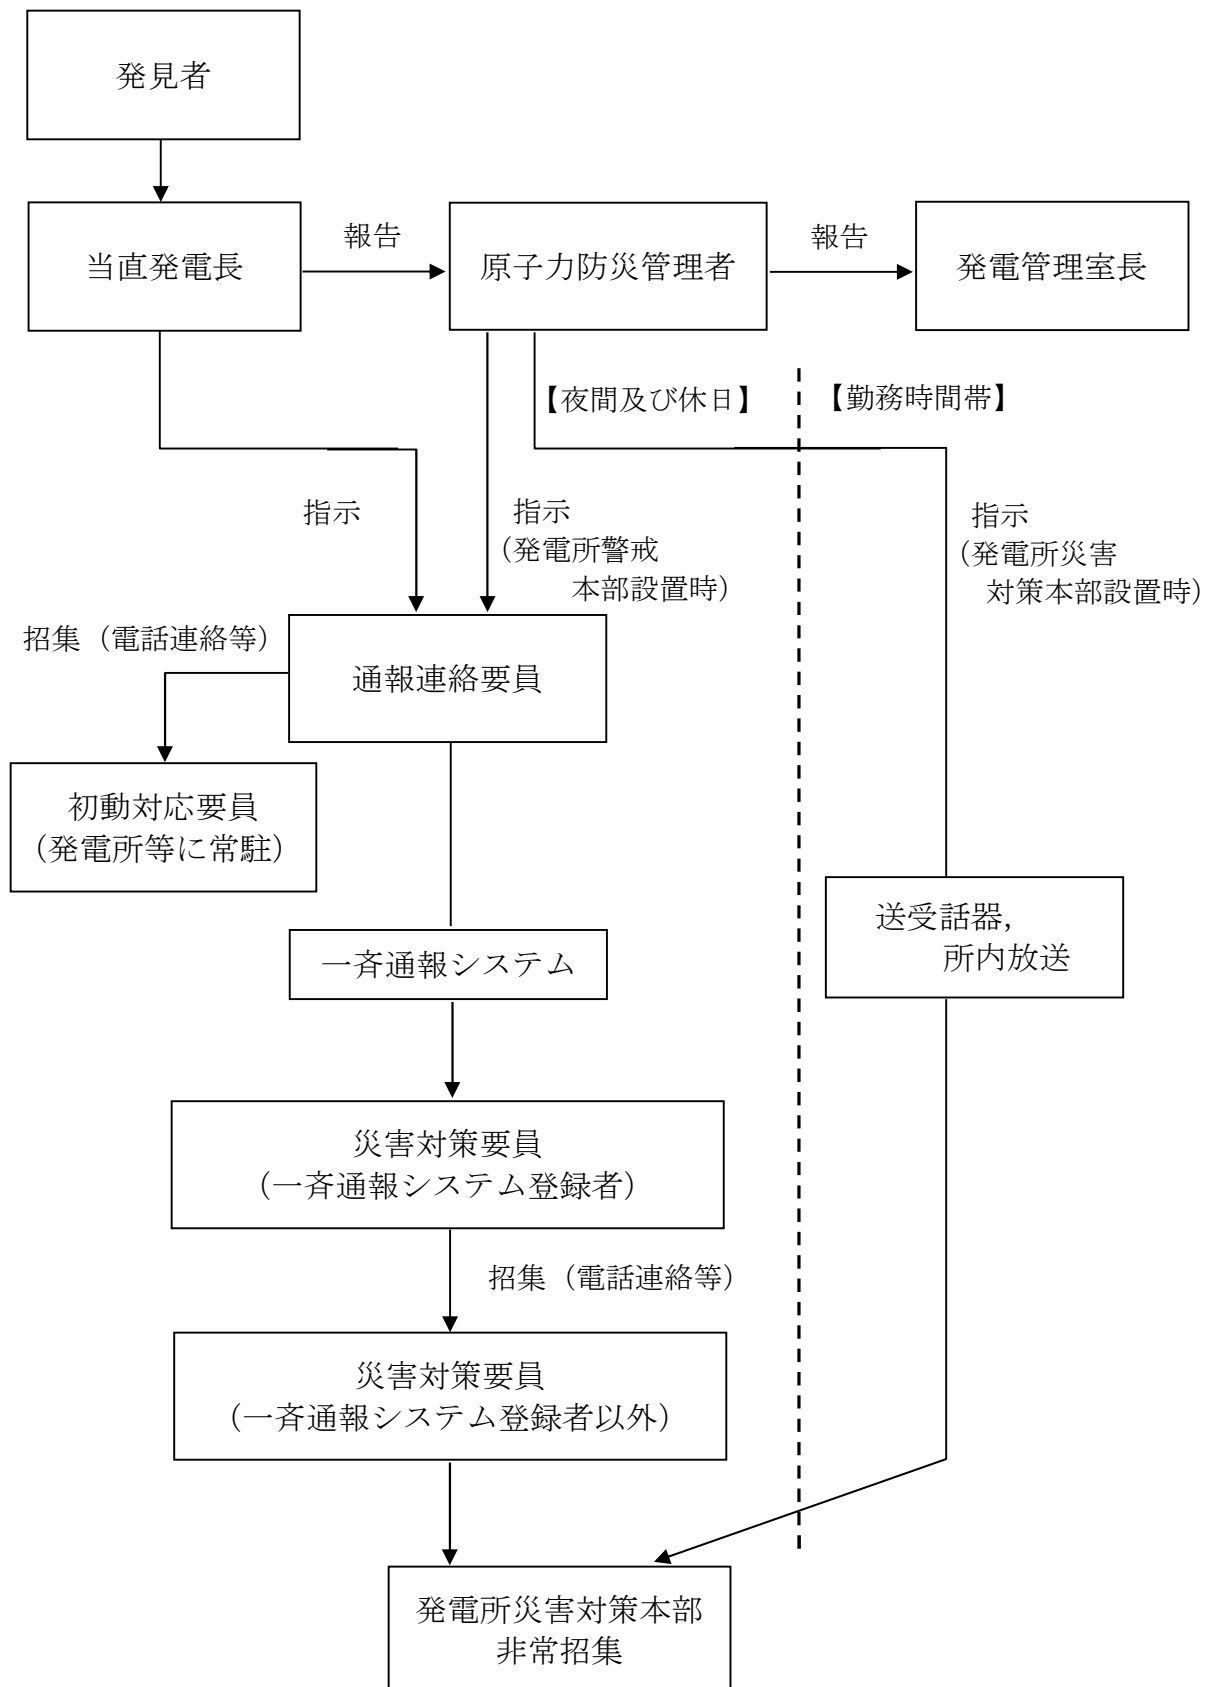 発見者
報告
報告
当直発電長
原子力防災管理者
発電管理室長
【夜間及び休日】
【勤務時間帯】
指示
指示
(発電所警戒
本部設置時)
指示
(発電所災害
対策本部設置時)
招集(電話連絡等)
通報連絡要員
初動対応要員
(発電所等に常駐)
送受話器,
所内放送
一斉通報システム
災害対策要員
(一斉通報システム登録者)
招集(電話連絡等)
災害対策要員
(一斉通報システム登録者以外)
発電所災害対策本部
非常招集